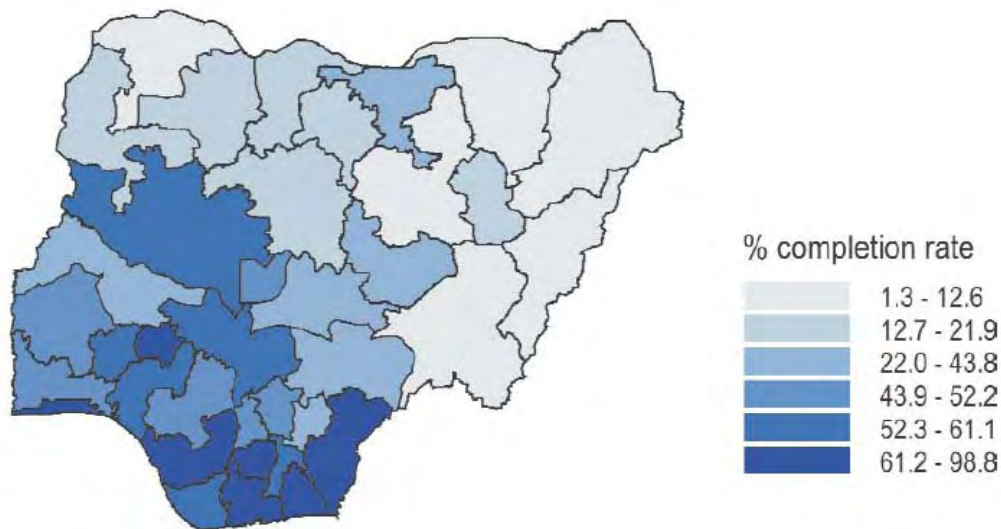 % completion rate
1.3 - 12.6
12.7 - 21.9
22.0 - 43.8
43.9 - 52.2
52.3 - 61.1
61.2 - 98.8